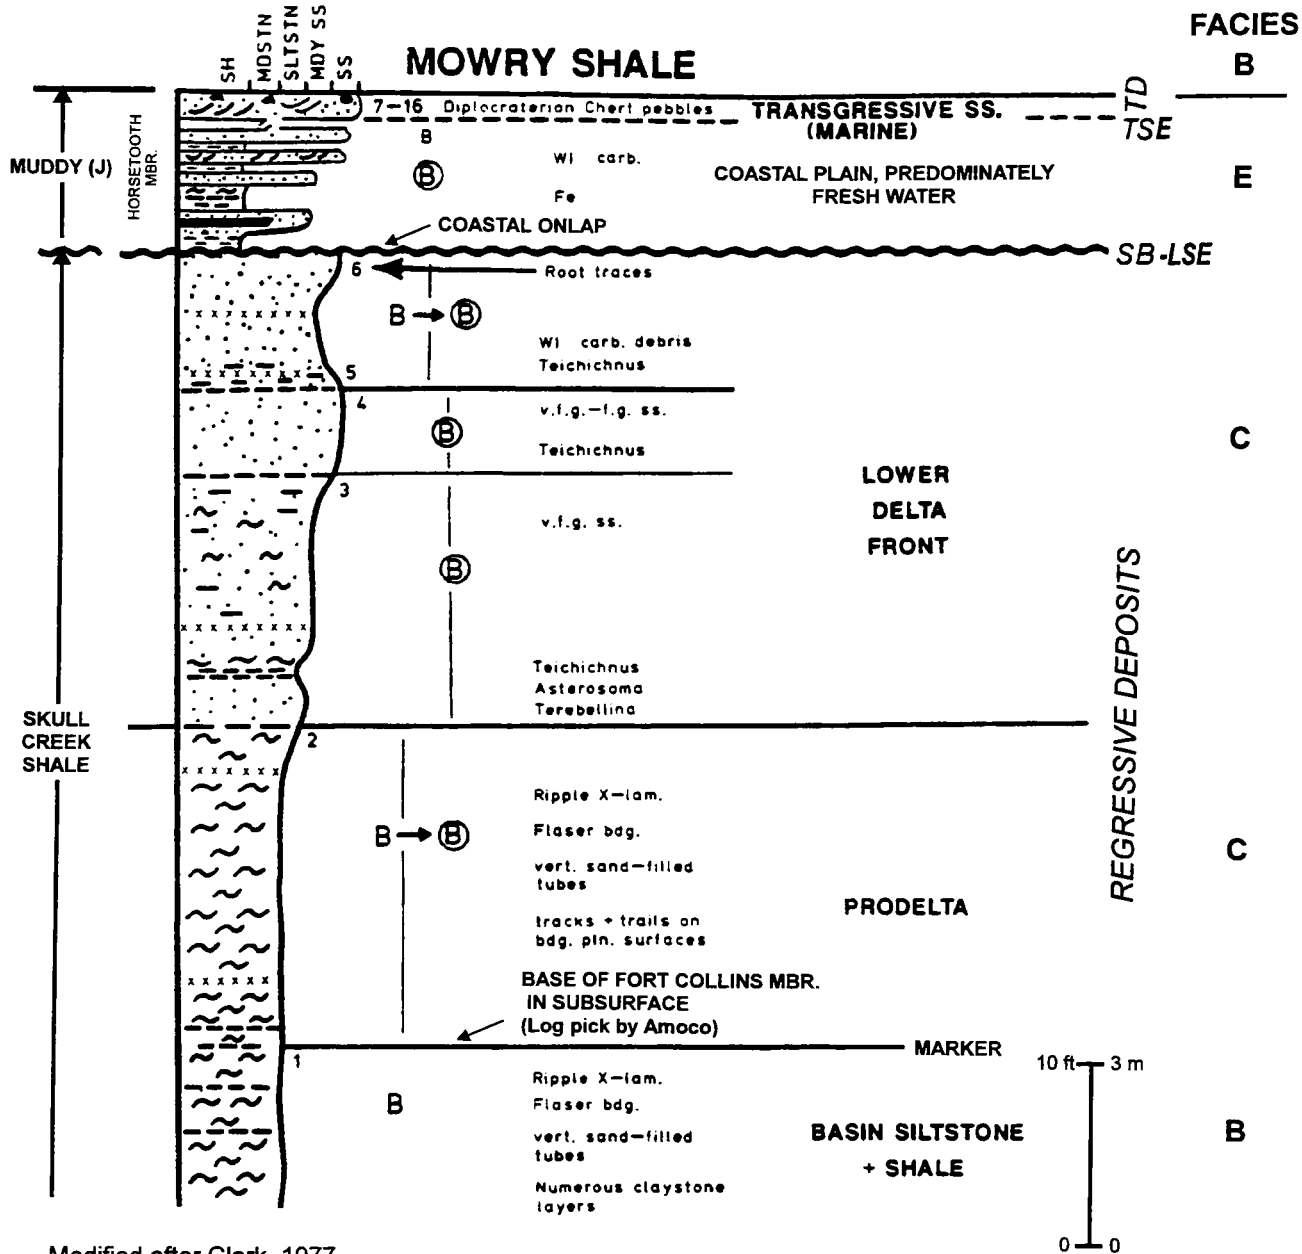 FACIES
SH
MDSTN
SLTSTN
MDY SS
SS
MOWRY SHALE
B
TD
7-16 Diplocraterian Chert pebbles
TRANSGRESSIVE SS.
(MARINE)
TSE
MUDDY (J)
HORSETOOTH
MBR.
B
B
WI carb.
Fe
COASTAL PLAIN, PREDOMINATELY
FRESH WATER
E
COASTAL ONLAP
SB-LSE
6
Root traces
B
B
WI carb. debris
Teichichnus
5
4
v.f.g.-f.g. ss.
B
Teichichnus
C
3
v.f.g. ss.
B
LOWER
DELTA
FRONT
REGRESSIVE DEPOSITS
Teichichnus
Asterosoma
Terebellina
SKULL
CREEK
SHALE
2
Ripple X-lam.
B
B
Flaser bdg.
vert. sand-filled
tubes
C
PRODELTA
tracks + trails on
bdg. pln. surfaces
BASE OF FORT COLLINS MBR.
IN SUBSURFACE
(Log pick by Amoco)
MARKER
1
10 ft
3 m
Ripple X-lam.
B
Flaser bdg.
vert. sand-filled
tubes
BASIN SILTSTONE
+ SHALE
B
Numerous claystone
layers
0
0
Modified after Clark, 1977